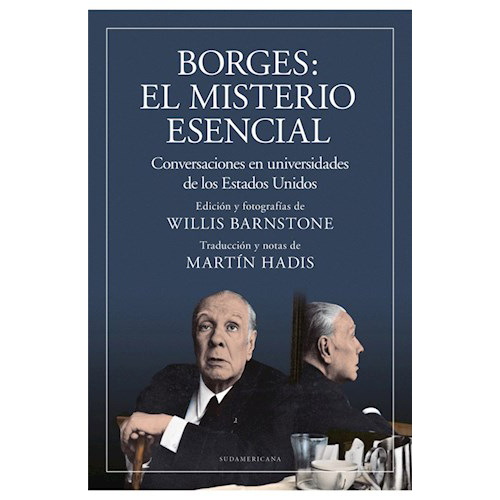 BORGES:
EL MISTERIO
ESENCIAL
Conversaciones en universidades
de los Estados Unidos
Edición y fotografías de
WILLIS BARNSTONE
Traducción y notas de
MARTÍN HADIS
SUDAMERICANA